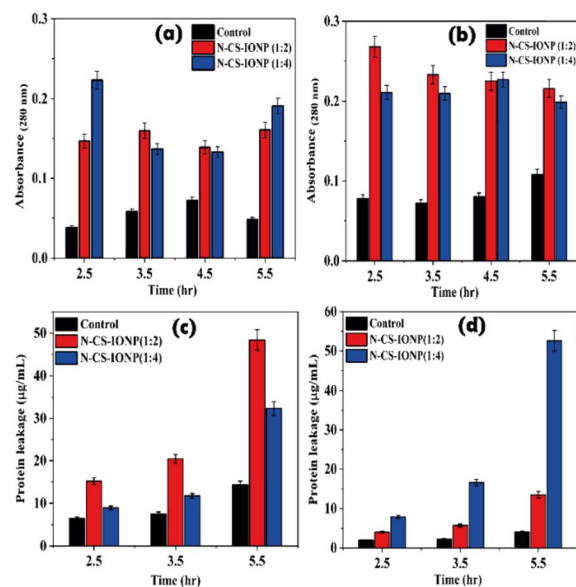 (a)
Control
N-CS-IONP (1:2)
N-CS-IONP (1:4)
0.3
0.2
0.1
0.0
Absorbance (280 nm)
2.5 3.5 4.5 5.5
Time (hr)
(b)
Control
N-CS-IONP (1:2)
N-CS-IONP (1:4)
0.3
0.2
0.1
0.0
Absorbance (280 nm)
2.5 3.5 4.5 5.5
Time (hr)
(c)
Control
N-CS-IONP(1:2)
N-CS-IONP(1:4)
50
40
30
20
10
0
Protein leakage (µg/mL)
2.5 3.5 5.5
Time (hr)
(d)
Control
N-CS-IONP(1:2)
N-CS-IONP(1:4)
60
50
40
30
20
10
0
Protein leakage (µg/mL)
2.5 3.5 5.5
Time (hr)